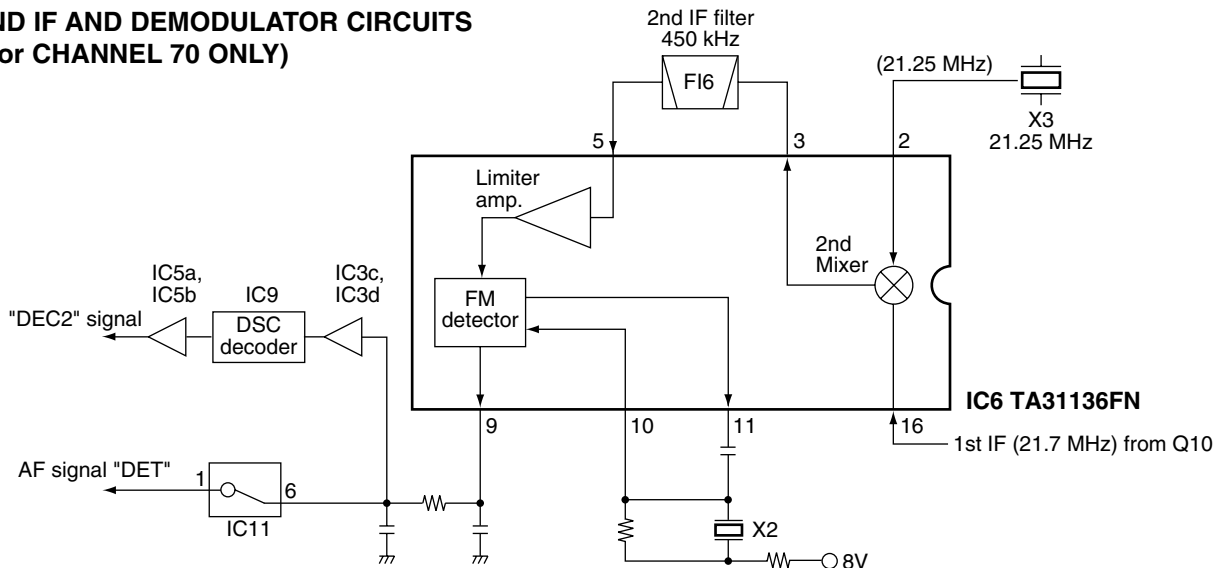 ND IF AND DEMODULATOR CIRCUITS
or CHANNEL 70 ONLY)
2nd IF filter
450 kHz
FI6
(21.25 MHz)
X3
21.25 MHz
5
3
2
Limiter
amp.
2nd
Mixer
IC5a,
IC5b
IC9
IC3c,
IC3d
FM
detector
"DEC2" signal
DSC
decoder
IC6 TA31136FN
9
10
11
16
1st IF (21.7 MHz) from Q10
AF signal "DET"
1
6
IC11
X2
8V